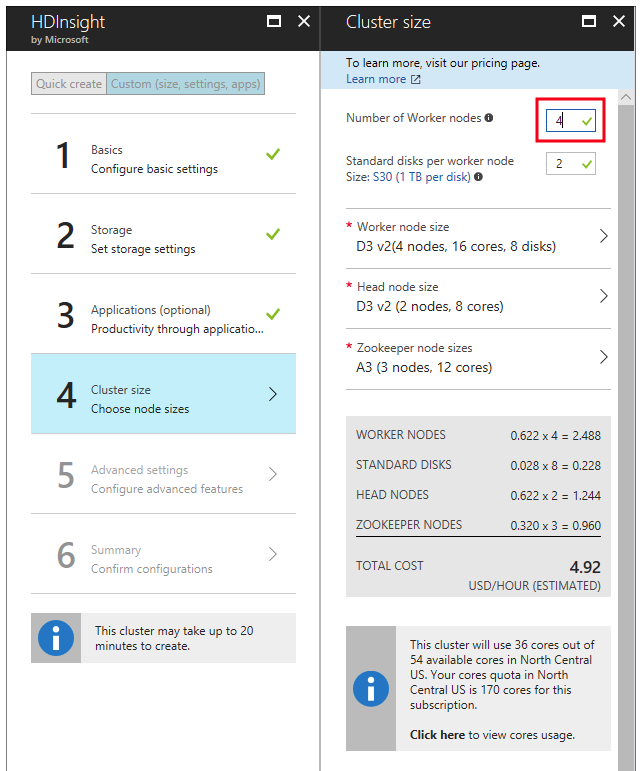 HDInsight
by Microsoft
Quick create
Custom (size, settings, apps)
1
Basics
Configure basic settings
2
Storage
Set storage settings
3
Applications (optional)
Productivity through applicatio...
4
Cluster size
Choose node sizes
5
Advanced settings
Configure advanced features
6
Summary
Confirm configurations
This cluster may take up to 20
minutes to create.
Cluster size
To learn more, visit our pricing page.
Learn more
Number of Worker nodes
4
Standard disks per worker node
Size: S30 (1 TB per disk)
2
* Worker node size
D3 v2(4 nodes, 16 cores, 8 disks)
* Head node size
D3 v2 (2 nodes, 8 cores)
* Zookeeper node sizes
A3 (3 nodes, 12 cores)
WORKER NODES 0.622 x 4 = 2.488
STANDARD DISKS 0.028 x 8 = 0.228
HEAD NODES 0.622 x 2 = 1.244
ZOOKEEPER NODES 0.320 x 3 = 0.960
TOTAL COST 4.92
USD/HOUR (ESTIMATED)
This cluster will use 36 cores out of
54 available cores in North Central
US. Your cores quota in North
Central US is 170 cores for this
subscription.
Click here to view cores usage.